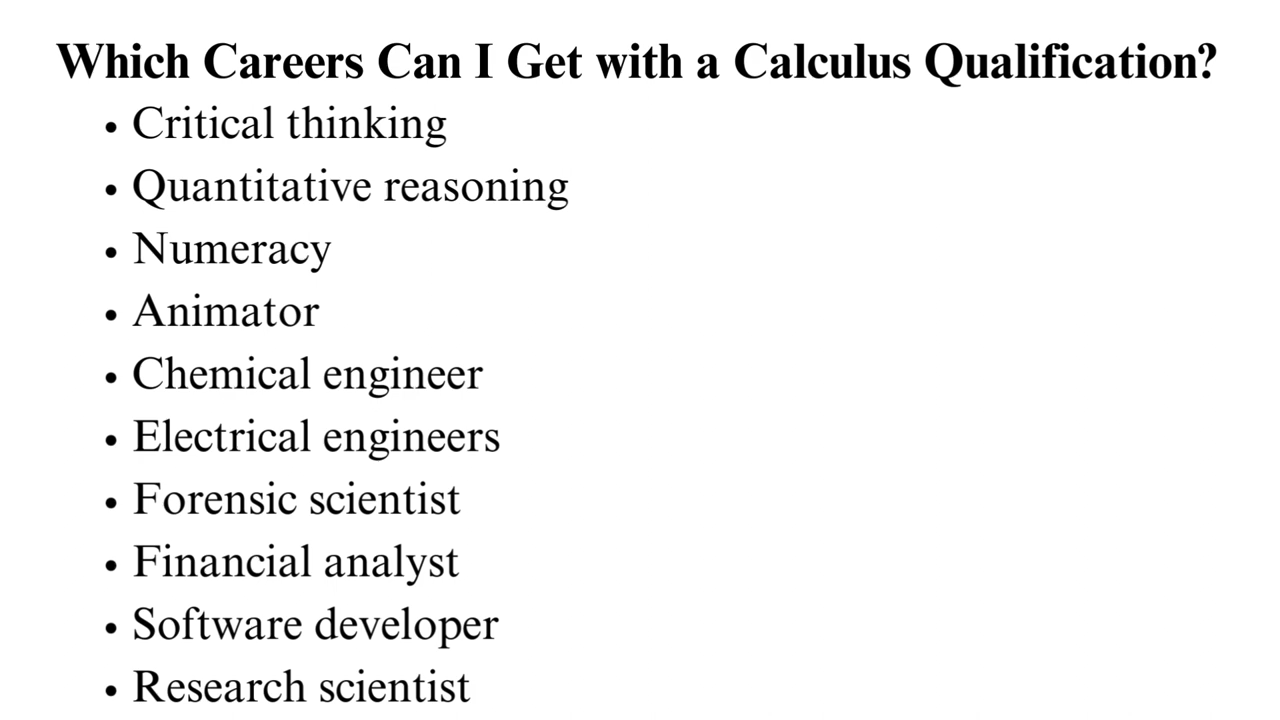 Which Careers Can I Get with a Calculus Qualification?
• Critical thinking
• Quantitative reasoning
• Numeracy
• Animator
• Chemical engineer
• Electrical engineers
• Forensic scientist
• Financial analyst
• Software developer
• Research scientist